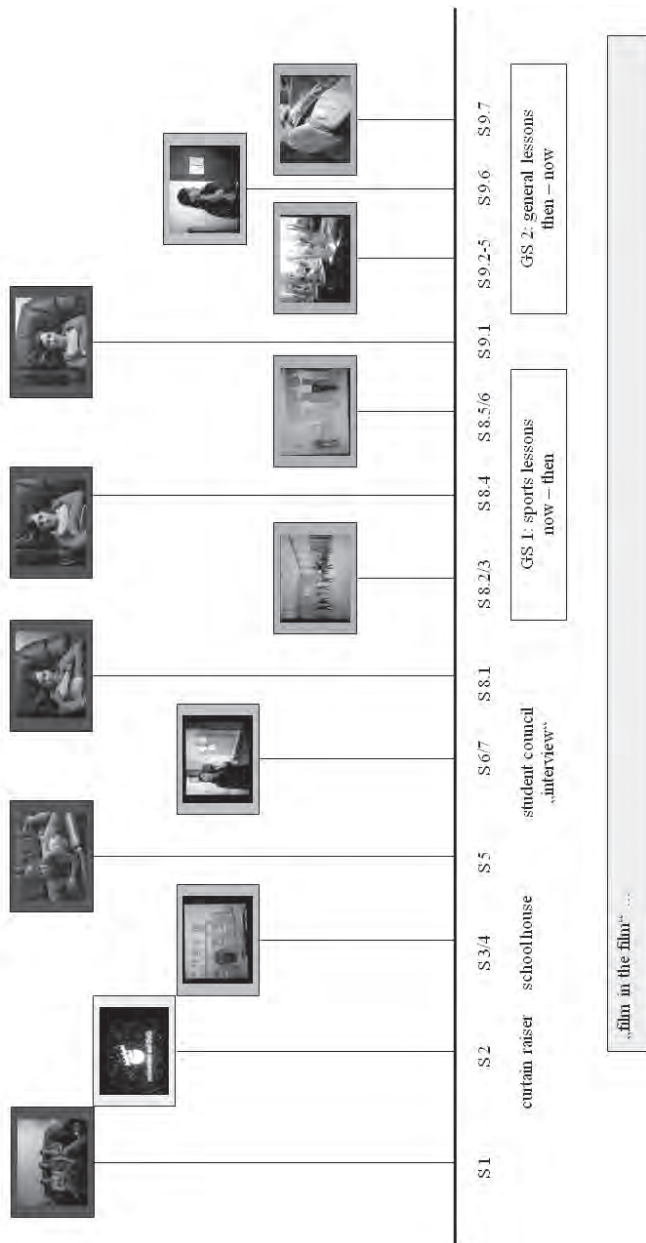 S1
S2
S3/4
S5
S6/7
S8.1
S8.2/3
S8.4
S8.5/6
S9.1
S9.2-5
S9.6
S9.7
curtain raiser
schoolhouse
student council
„interview“
GS 1: sports lessons
now – then
GS 2: general lessons
then – now
„film in the film“ ...